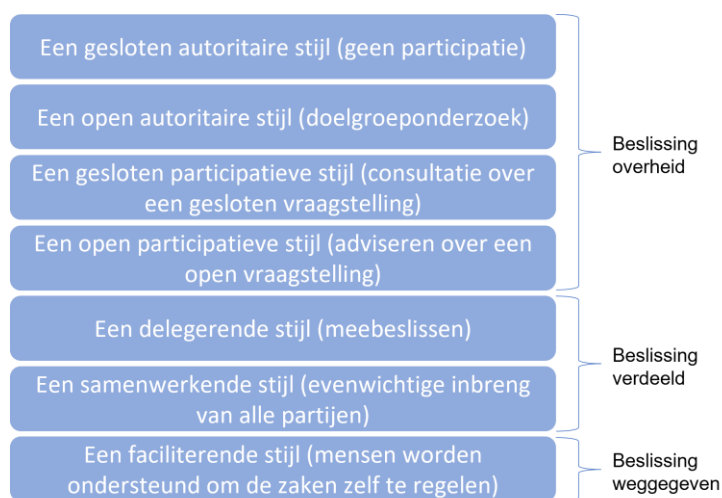 Een gesloten autoritaire stijl (geen participatie)
Een open autoritaire stijl (doelgroeponderzoek)
Een gesloten participatieve stijl (consultatie over
een gesloten vraagstelling)
Een open participatieve stijl (adviseren over een
open vraagstelling)
Beslissing
overheid
Een delegerende stijl (meebeslissen)
Een samenwerkende stijl (evenwichtige inbreng
van alle partijen)
Beslissing
verdeeld
Een faciliterende stijl (mensen worden
ondersteund om de zaken zelf te regelen)
Beslissing
weggegeven